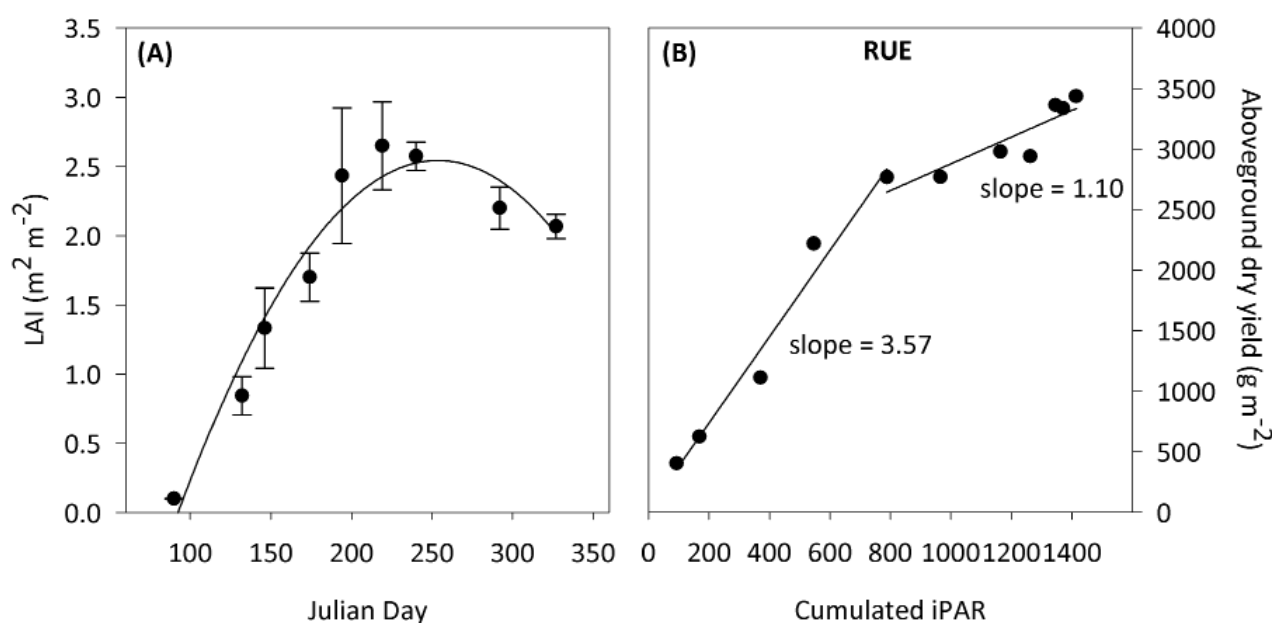 (A)
3.5
3.0
2.5
2.0
1.5
1.0
0.5
0.0
LAI (m2 m-2)
100 150 200 250 300 350
Julian Day
(B)
RUE
slope = 3.57
slope = 1.10
0 200 400 600 800 1000 1200 1400
Cumulated iPAR
4000
3500
3000
2500
2000
1500
1000
500
0
Aboveground dry yield (g m-2)